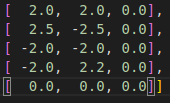 [  2.0,  2.0, 0.0],
[  2.5, -2.5, 0.0],
[ -2.0, -2.0, 0.0],
[ -2.0,  2.2, 0.0],
[  0.0,  0.0, 0.0]]